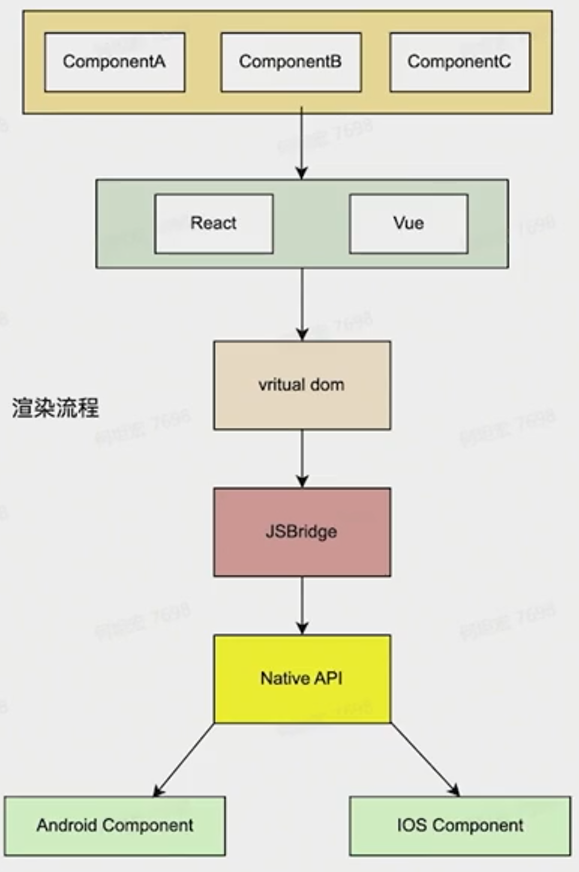 ComponentA
ComponentB
ComponentC
React
Vue
vritual dom
渲染流程
JSBridge
Native API
Android Component
IOS Component